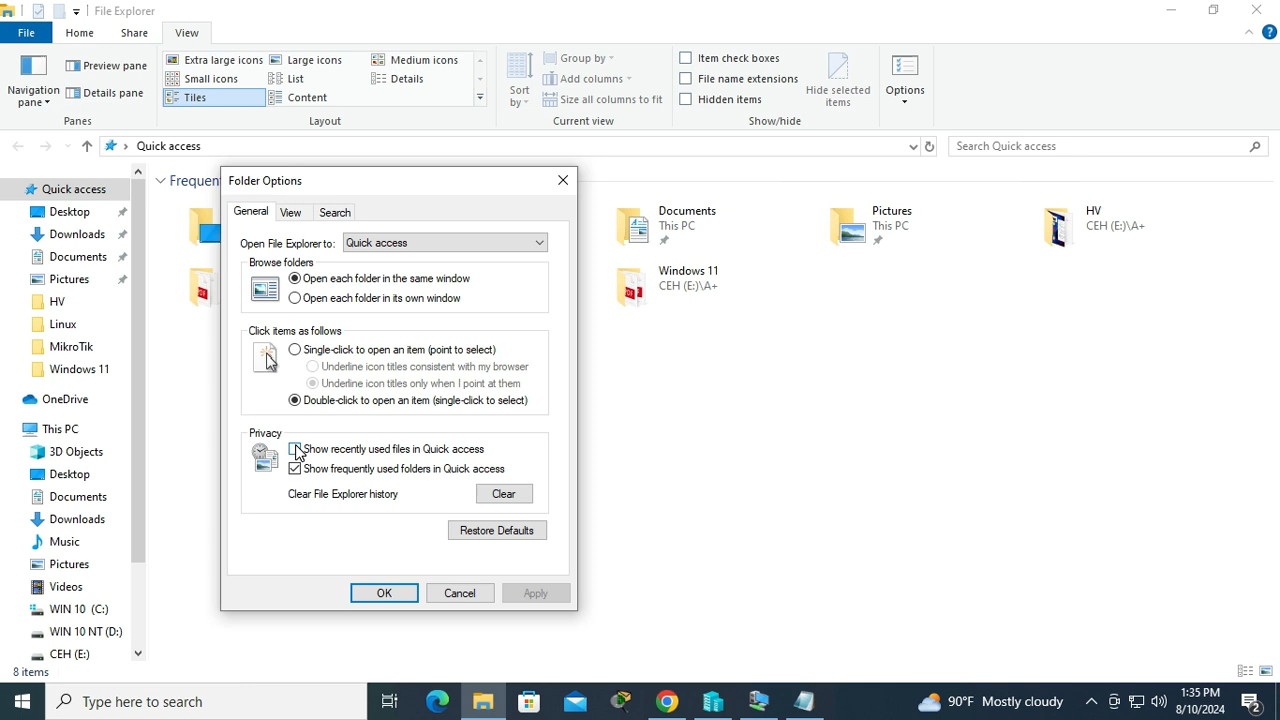 File Explorer
File Home Share View
Navigation pane
Preview pane
Details pane
Panes
Extra large icons Large icons Medium icons
Small icons List Details
Tiles Content
Layout
Sort by
Group by
Add columns
Size all columns to fit
Current view
Item check boxes
File name extensions
Hidden items
Hide selected items
Show/hide
Options
Quick access
Search Quick access
Quick access
Desktop
Downloads
Documents
Pictures
HV
Linux
MikroTik
Windows 11
OneDrive
This PC
3D Objects
Desktop
Documents
Downloads
Music
Pictures
Videos
WIN 10 (C:)
WIN 10 NT (D:)
CEH (E:)
8 items
Frequen
Documents
This PC
Pictures
This PC
HV
CEH (E:)\A+
Windows 11
CEH (E:)\A+
Folder Options
General View Search
Open File Explorer to: Quick access
Browse folders
Open each folder in the same window
Open each folder in its own window
Click items as follows
Single-click to open an item (point to select)
Underline icon titles consistent with my browser
Underline icon titles only when I point at them
Double-click to open an item (single-click to select)
Privacy
Show recently used files in Quick access
Show frequently used folders in Quick access
Clear File Explorer history Clear
Restore Defaults
OK Cancel Apply
Type here to search
90°F Mostly cloudy
1:35 PM
8/10/2024
2